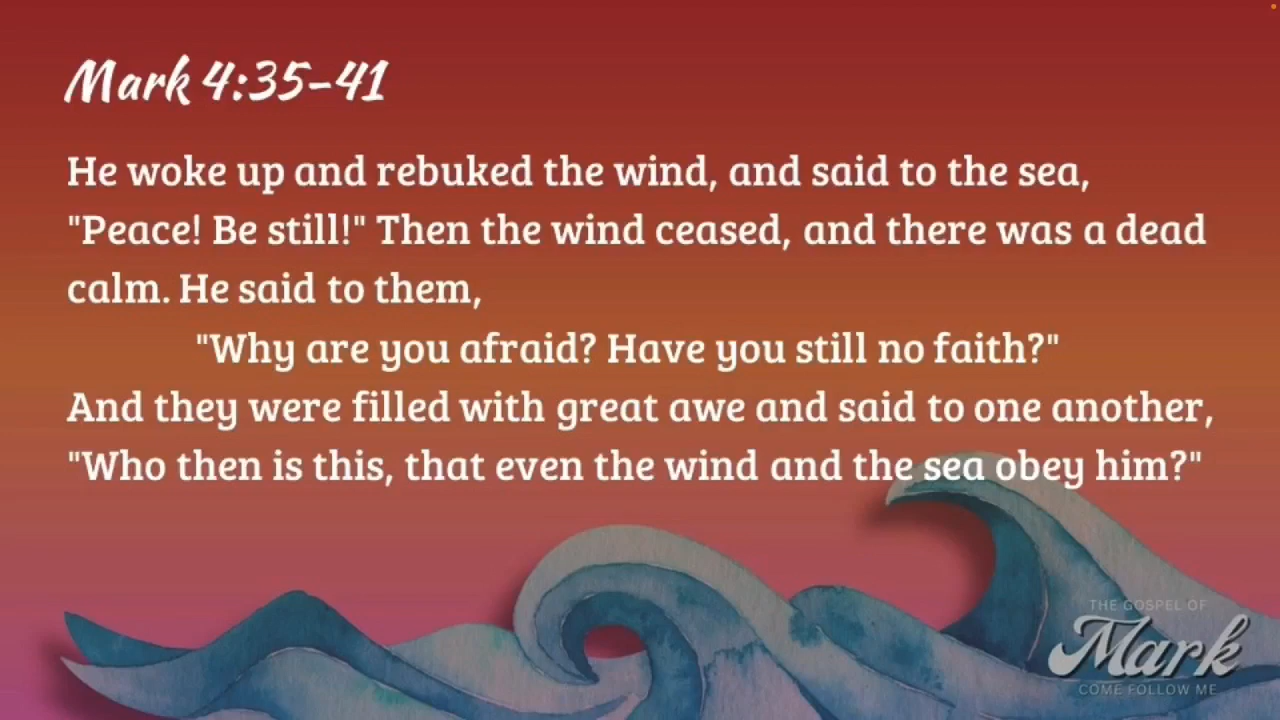 Mark 4:35-41
He woke up and rebuked the wind, and said to the sea,
"Peace! Be still!" Then the wind ceased, and there was a dead
calm. He said to them,
"Why are you afraid? Have you still no faith?"
And they were filled with great awe and said to one another,
"Who then is this, that even the wind and the sea obey him?"
THE GOSPEL OF
Mark
COME FOLLOW ME